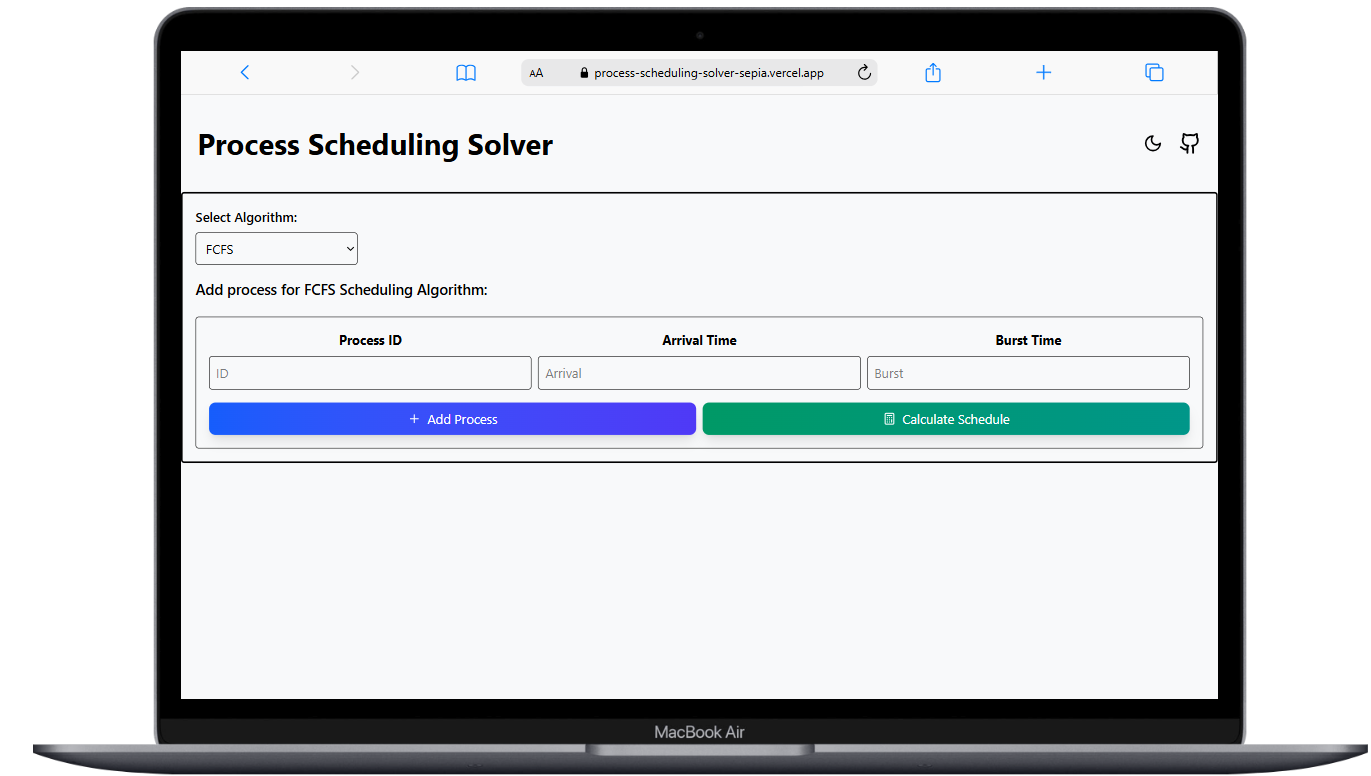 AA process-scheduling-solver-sepia.vercel.app
Process Scheduling Solver
Select Algorithm:
FCFS
Add process for FCFS Scheduling Algorithm:
Process ID Arrival Time Burst Time
ID Arrival Burst
+ Add Process Calculate Schedule
MacBook Air